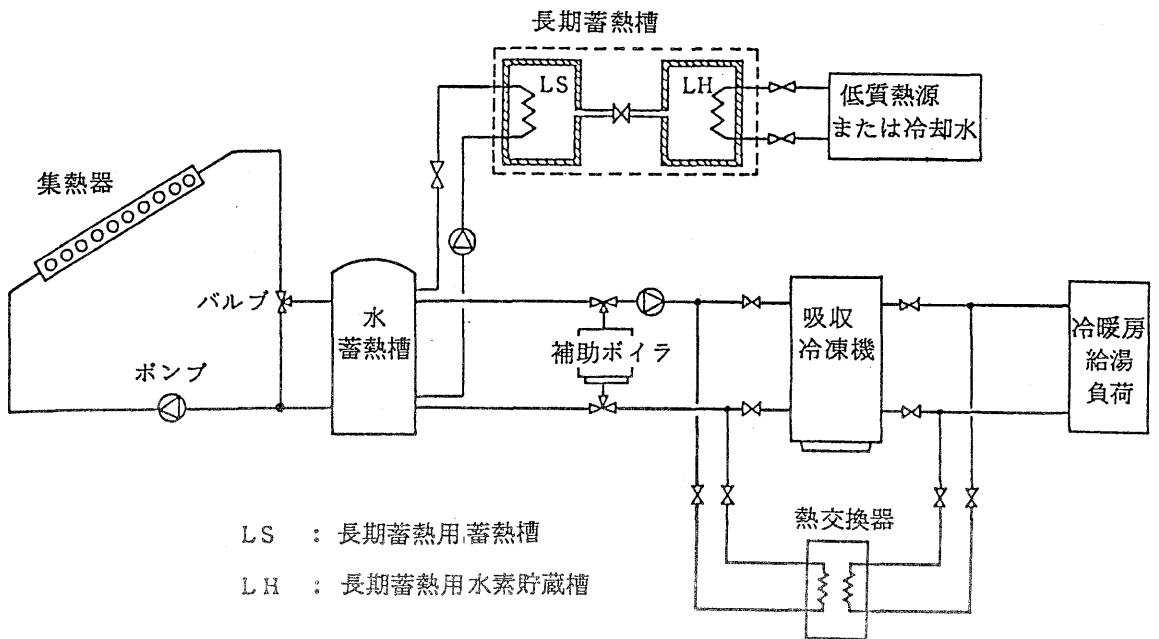 長期蓄熱槽
LS
LH
低質熱源
または冷却水
集熱器
バルブ
ポンプ
水
蓄熱槽
補助ボイラ
吸収
冷凍機
冷暖房
給湯
負荷
熱交換器
LS : 長期蓄熱用蓄熱槽
LH : 長期蓄熱用水素貯蔵槽